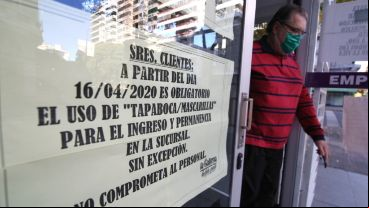 SRES. CLIENTES:
A PARTIR DEL DIA
16/04/2020 ES OBLIGATORIO
EL USO DE "TAPABOCA/MASCARILLAS"
PARA EL INGRESO Y PERMANENCIA
EN LA SUCURSAL.
SIN EXCEPCIÓN.
NO COMPROMETA AL PERSONAL.
EMP